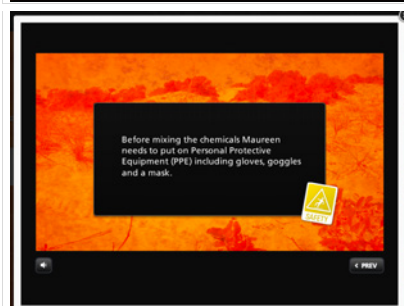 Before mixing the chemicals Maureen
needs to put on Personal Protective
Equipment (PPE) including gloves, goggles
and a mask.
SAFETY
< PREV